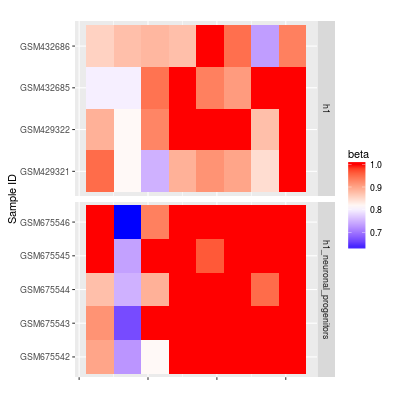 GSM432686
GSM432685
GSM429322
GSM429321
h1
GSM675546
GSM675545
GSM675544
GSM675543
GSM675542
h1_neuronal_progenitors
Sample ID
beta
1.0
0.9
0.8
0.7